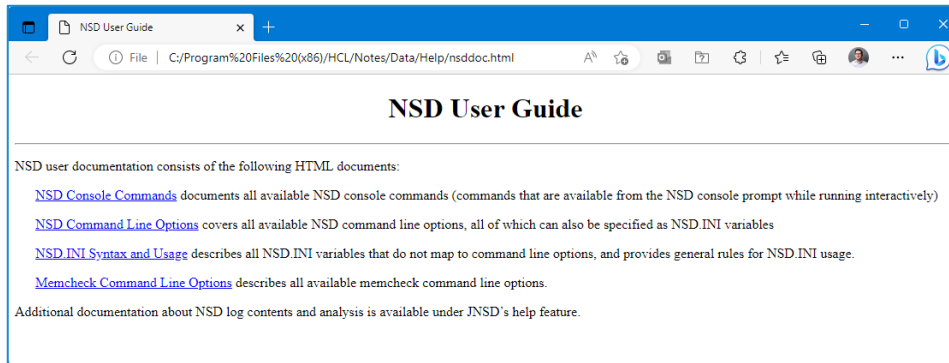 NSD User Guide
File | C:/Program%20Files%20(x86)/HCL/Notes/Data/Help/nsddoc.html
NSD User Guide
NSD user documentation consists of the following HTML documents:
NSD Console Commands documents all available NSD console commands (commands that are available from the NSD console prompt while running interactively)
NSD Command Line Options covers all available NSD command line options, all of which can also be specified as NSD.INI variables
NSD.INI Syntax and Usage describes all NSD.INI variables that do not map to command line options, and provides general rules for NSD.INI usage.
Memcheck Command Line Options describes all available memcheck command line options.
Additional documentation about NSD log contents and analysis is available under JNSD's help feature.